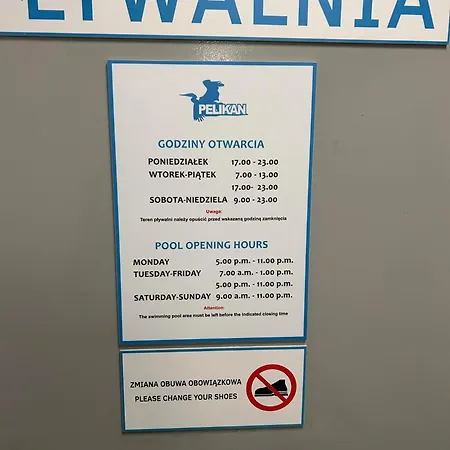 PŁYWALNIA
PELIKAN
GODZINY OTWARCIA
PONIEDZIAŁEK 17.00 - 23.00
WTOREK-PIĄTEK 7.00 - 13.00
17.00- 23.00
SOBOTA-NIEDZIELA 9.00 - 23.00
Uwaga:
Teren pływalni należy opuścić przed wskazaną godziną zamknięcia
POOL OPENING HOURS
MONDAY 5.00 p.m. - 11.00 p.m.
TUESDAY-FRIDAY 7.00 a.m. - 1.00 p.m.
5.00 p.m. - 11.00 p.m.
SATURDAY-SUNDAY 9.00 a.m. - 11.00 p.m.
Attention:
The swimming pool area must be left before the indicated closing time
ZMIANA OBUWA OBOWIĄZKOWA
PLEASE CHANGE YOUR SHOES